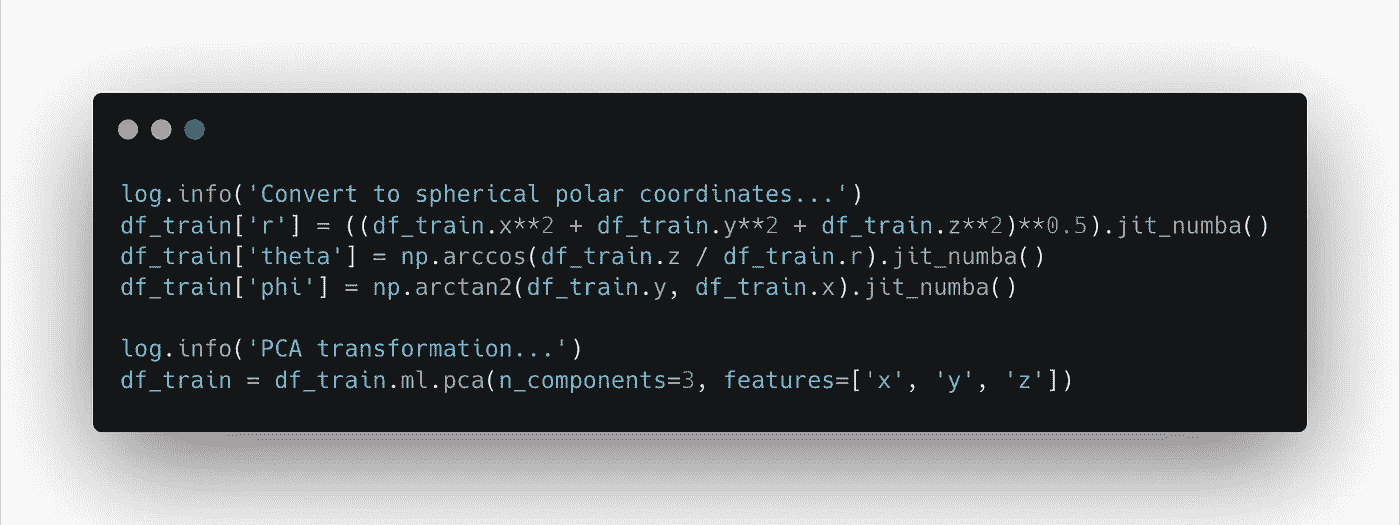 log.info('Convert to spherical polar coordinates...')
df_train['r'] = ((df_train.x**2 + df_train.y**2 + df_train.z**2)**0.5).jit_numba()
df_train['theta'] = np.arccos(df_train.z / df_train.r).jit_numba()
df_train['phi'] = np.arctan2(df_train.y, df_train.x).jit_numba()
log.info('PCA transformation...')
df_train = df_train.ml.pca(n_components=3, features=['x', 'y', 'z'])